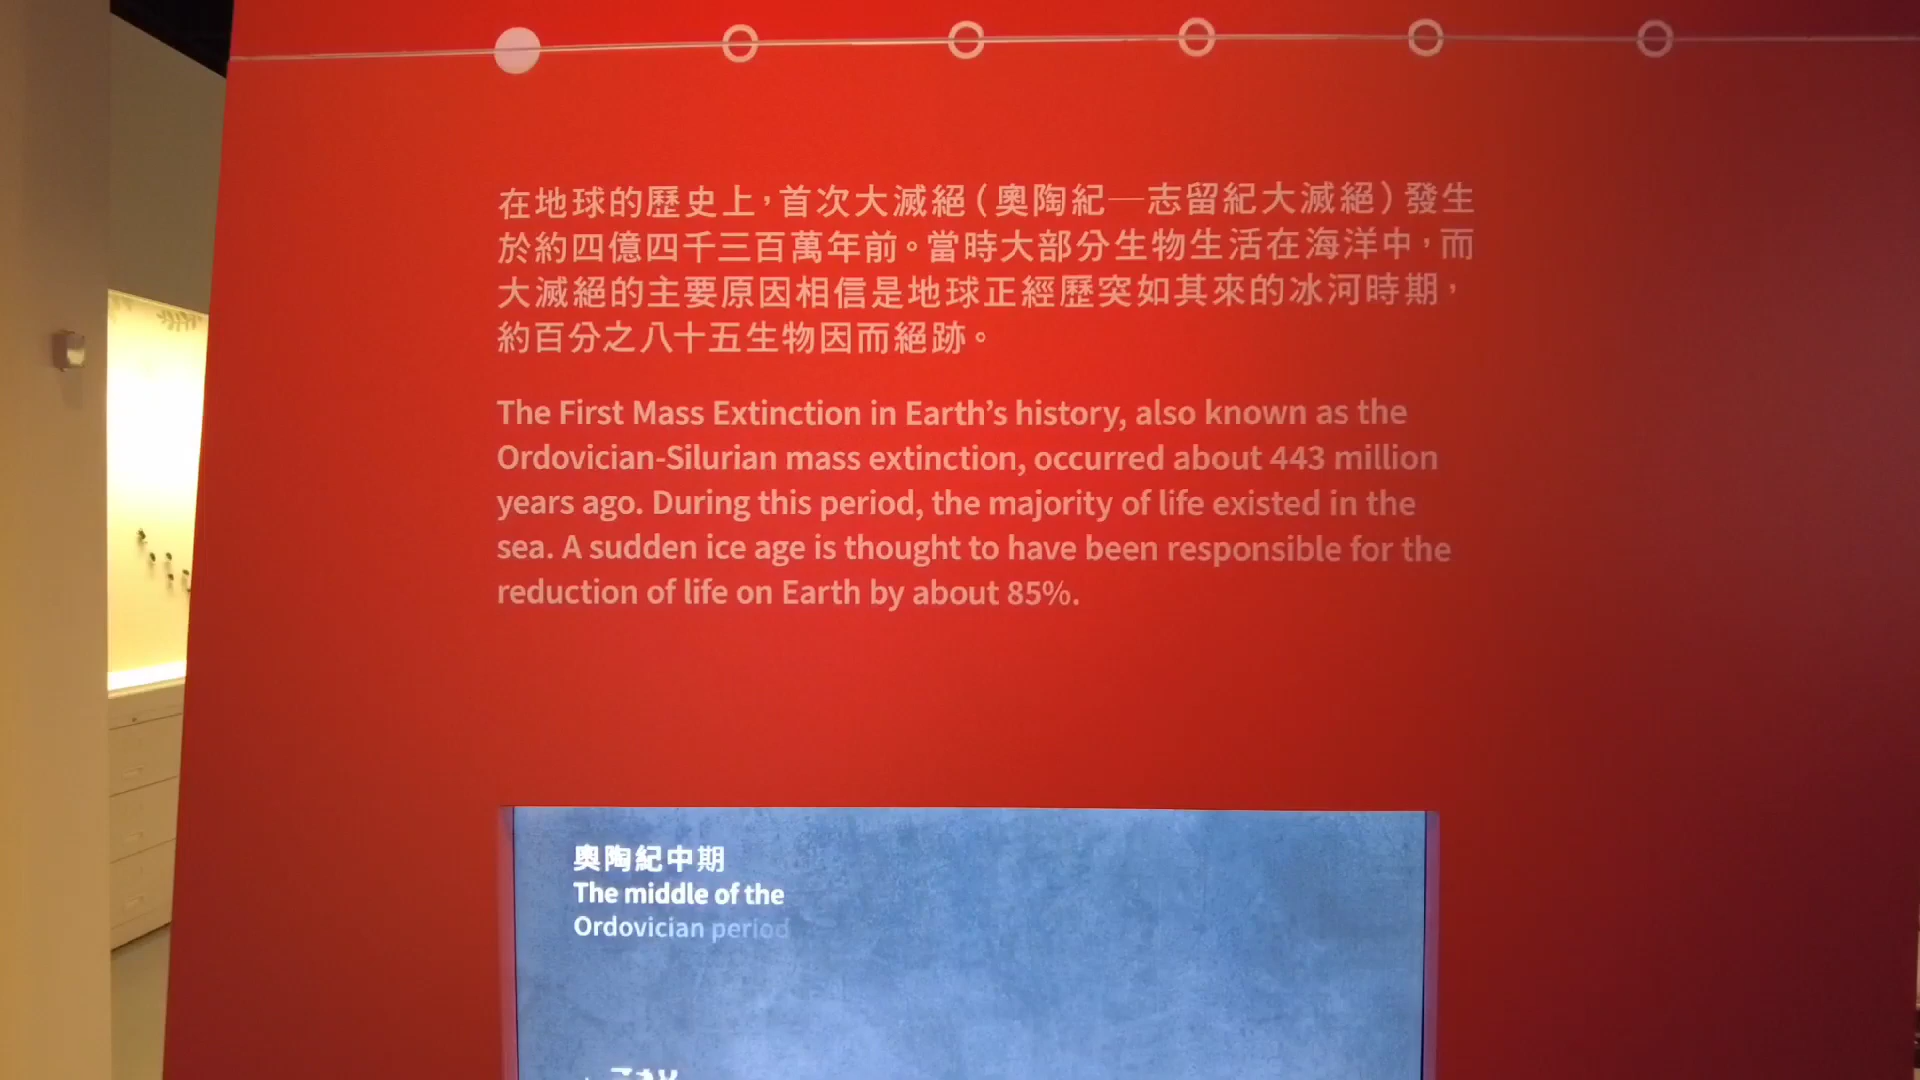 在地球的歷史上，首次大滅絕（奧陶紀—志留紀大滅絕）發生
於約四億四千三百萬年前。當時大部分生物生活在海洋中，而
大滅絕的主要原因相信是地球正經歷突如其來的冰河時期，
約百分之八十五生物因而絕跡。
The First Mass Extinction in Earth’s history, also known as the
Ordovician-Silurian mass extinction, occurred about 443 million
years ago. During this period, the majority of life existed in the
sea. A sudden ice age is thought to have been responsible for the
reduction of life on Earth by about 85%.
奧陶紀中期
The middle of the
Ordovician period